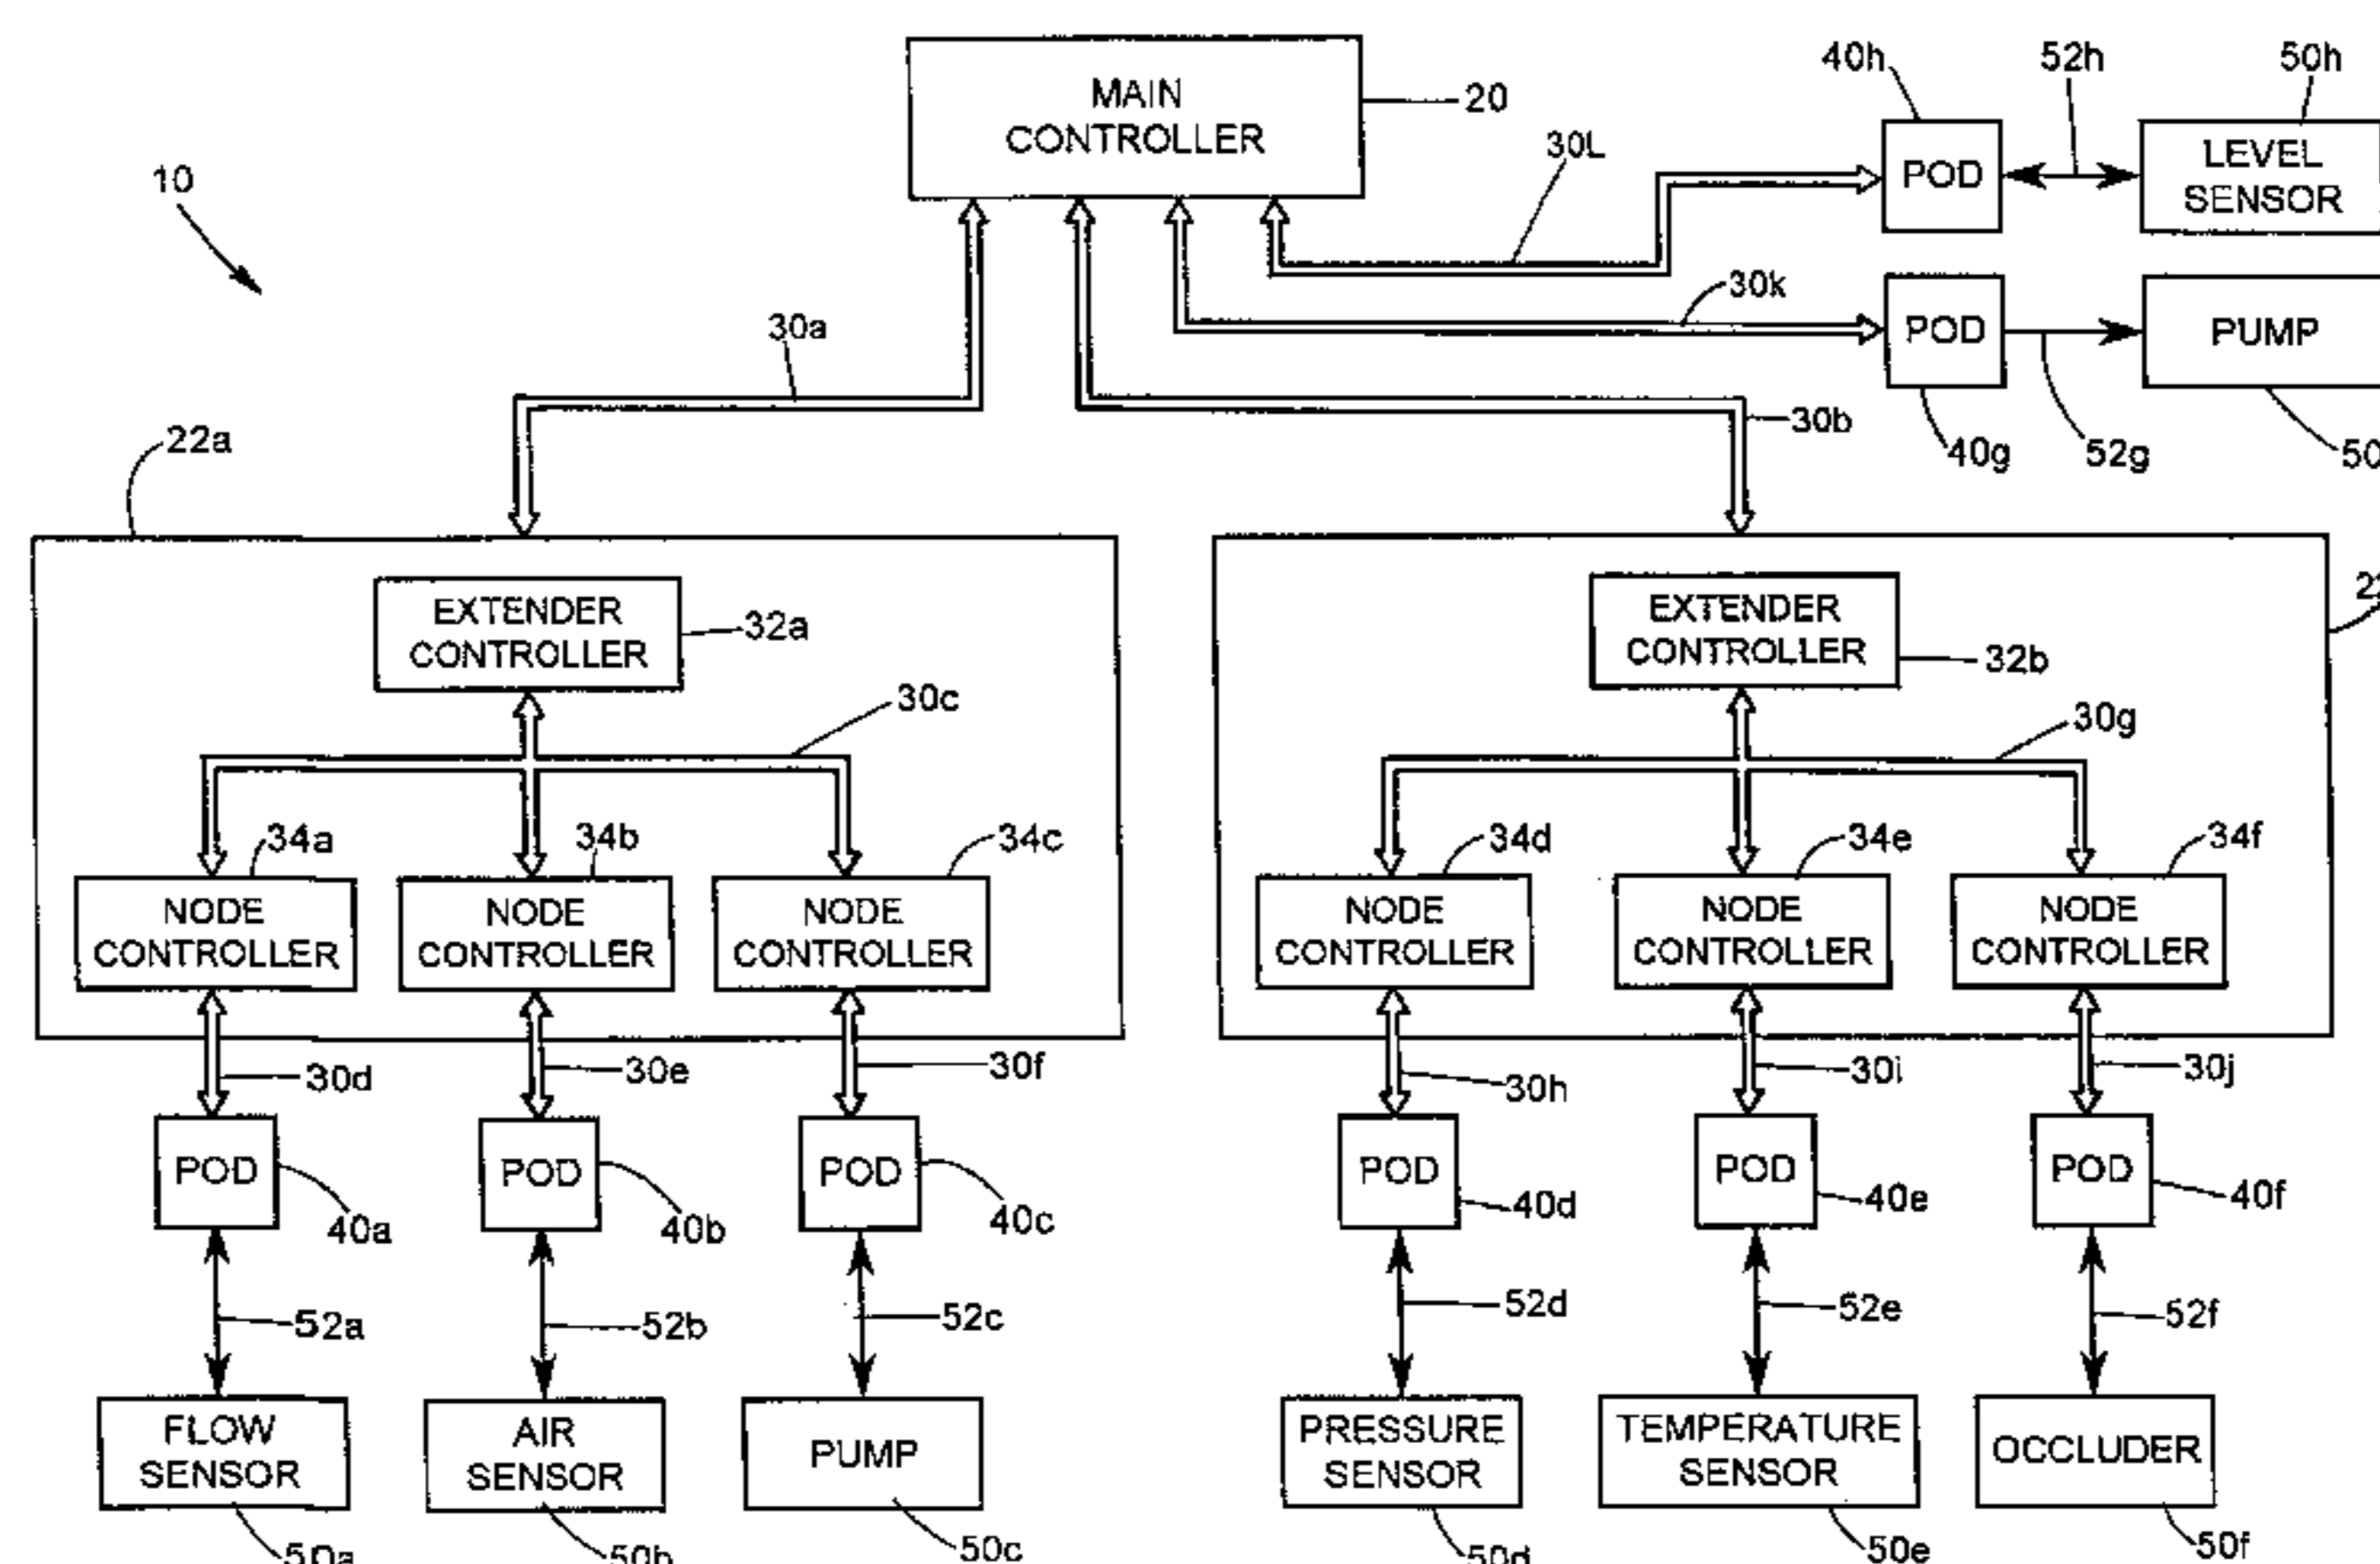 MAIN
CONTROLLER
20
40h
52h
50h
POD
LEVEL
SENSOR
30L
10
30k
POD
PUMP
30a
30b
40g
52g
22a
EXTENDER
CONTROLLER
32a
EXTENDER
CONTROLLER
32b
30c
30g
34a
34b
34c
34d
34e
34f
NODE
CONTROLLER
NODE
CONTROLLER
NODE
CONTROLLER
NODE
CONTROLLER
NODE
CONTROLLER
NODE
CONTROLLER
30d
30e
30f
30h
30i
30j
POD
POD
POD
POD
POD
POD
40a
40b
40c
40d
40e
40f
52a
52b
52c
52d
52e
52f
FLOW
SENSOR
AIR
SENSOR
PUMP
PRESSURE
SENSOR
TEMPERATURE
SENSOR
OCCLUDER
50a
50b
50c
50d
50e
50f